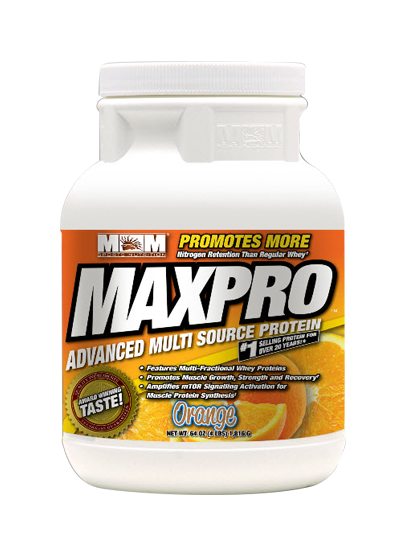 M M
M M
SPORTS NUTRITION
PROMOTES MORE
Nitrogen Retention Than Regular Whey*
MAXPRO
ADVANCED MULTI SOURCE PROTEIN
#1 SELLING PROTEIN FOR
OVER 20 YEARS!*
• Features Multi-Fractional Whey Proteins
• Promotes Muscle Growth, Strength and Recovery*
• Amplifies mTOR Signaling Activation for
Muscle Protein Synthesis*
AWARD WINNING
TASTE!
Orange
NET WT. 64 OZ (4 LBS) 1,816 G